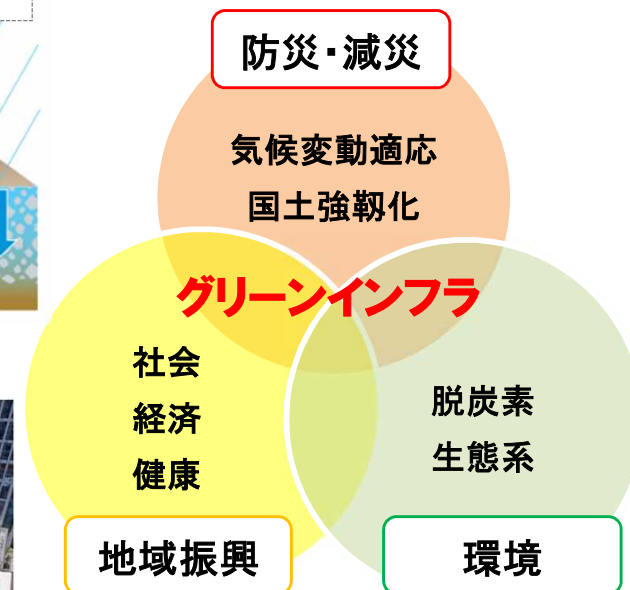 防災・減災
気候変動適応
国土強靱化
グリーンインフラ
社会
経済
健康
脱炭素
生態系
地域振興
環境